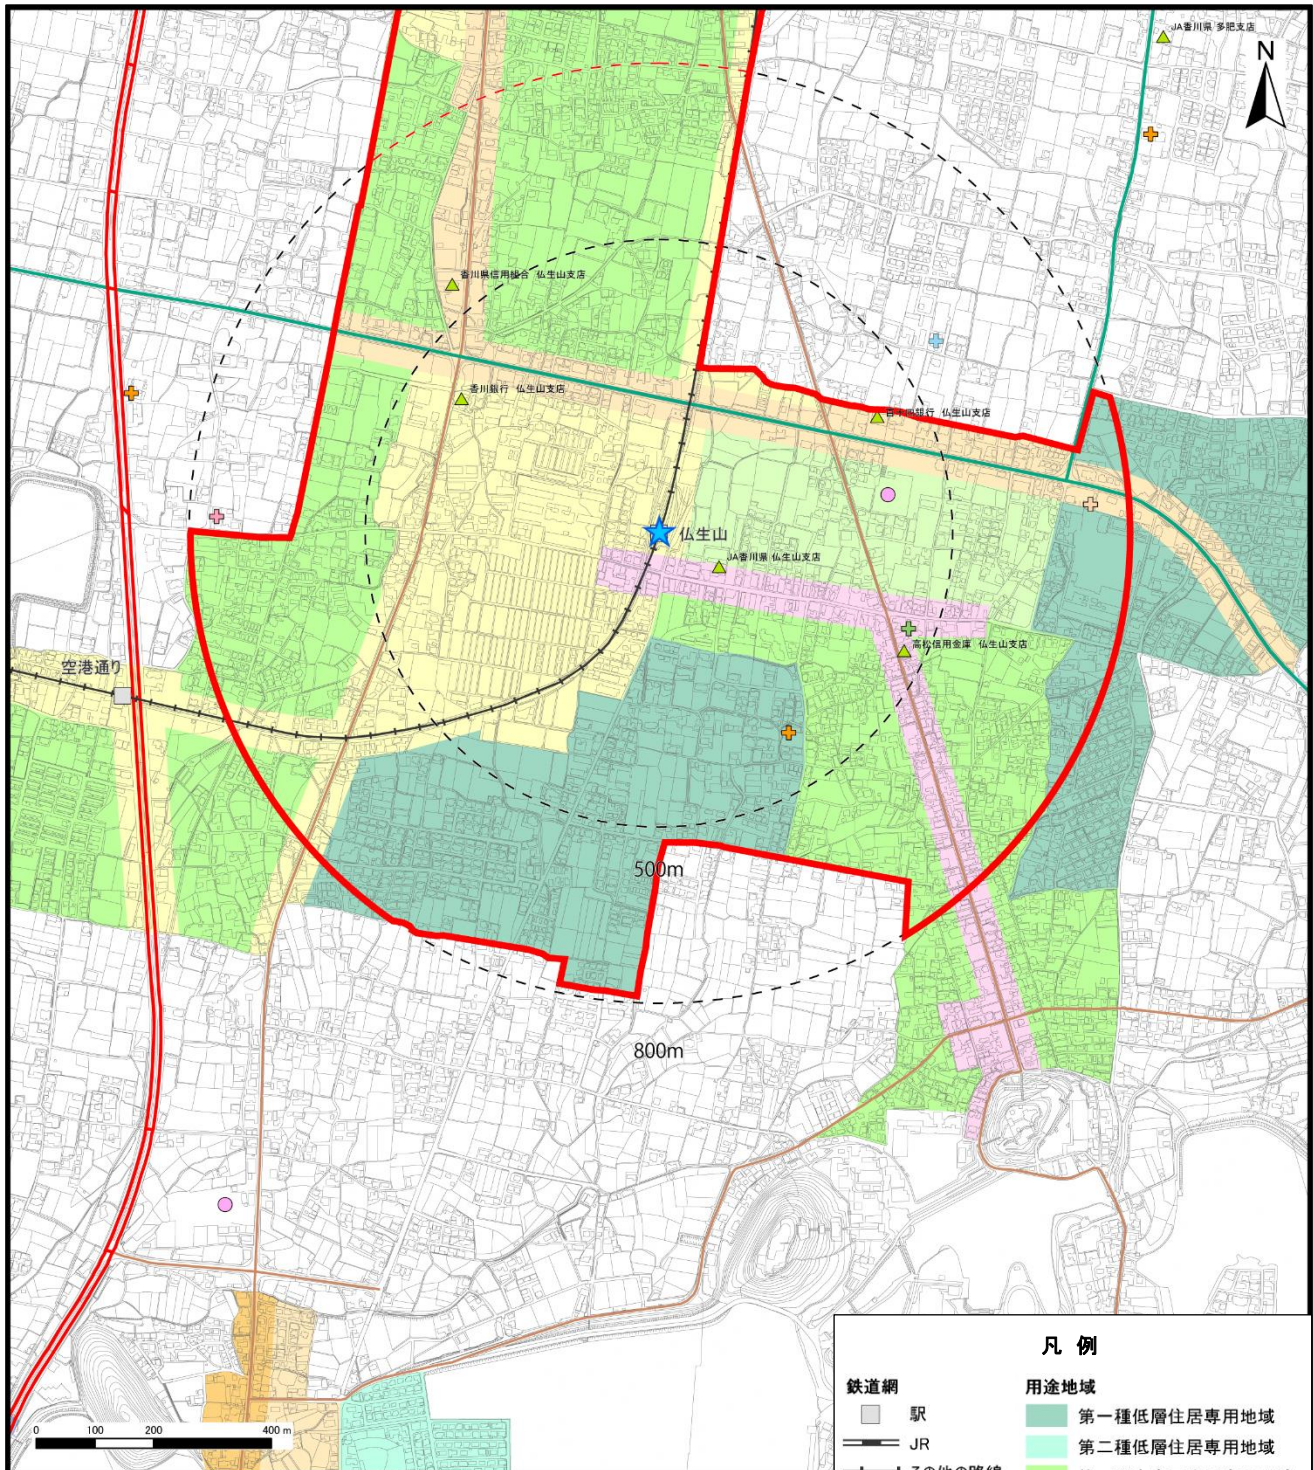 JA香川県 多肥支店
N
香川県信用組合 仏生山支店
香川銀行 仏生山支店
百十四銀行 仏生山支店
仏生山
JA香川県 仏生山支店
高松信用金庫 仏生山支店
空港通り
500m
800m
凡 例
鉄道網
用途地域
駅
第一種低層住居専用地域
JR
第二種低層住居専用地域
0 100 200 400 m